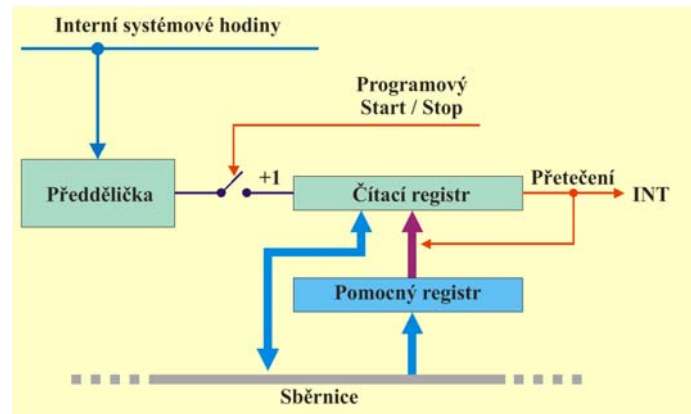 Interní systémové hodiny
Programový
Start / Stop
Předdělička
+1
Čítací registr
Přetečení
INT
Pomocný registr
Sběrnice